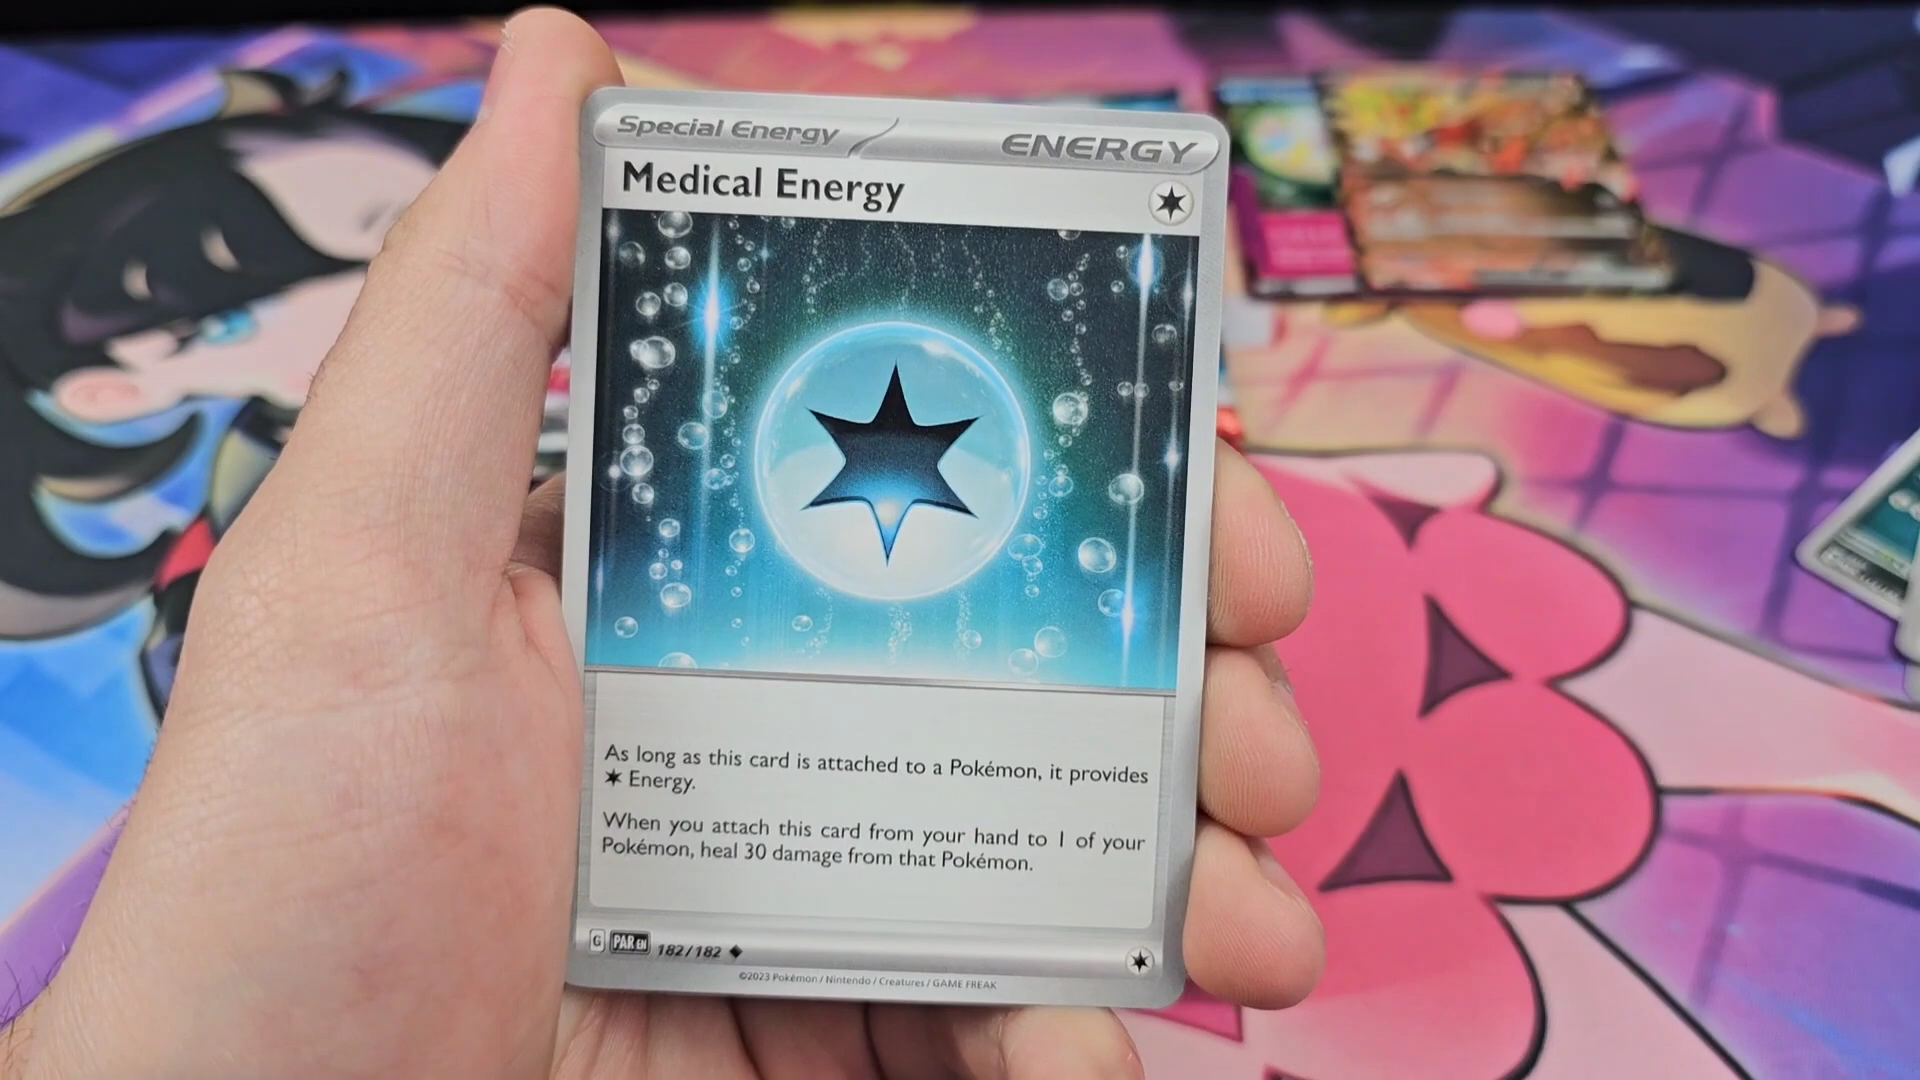 Special Energy ENERGY
Medical Energy
As long as this card is attached to a Pokémon, it provides
Energy.
When you attach this card from your hand to 1 of your
Pokémon, heal 30 damage from that Pokémon.
G PAR EN 182/182
©2023 Pokémon / Nintendo / Creatures / GAME FREAK